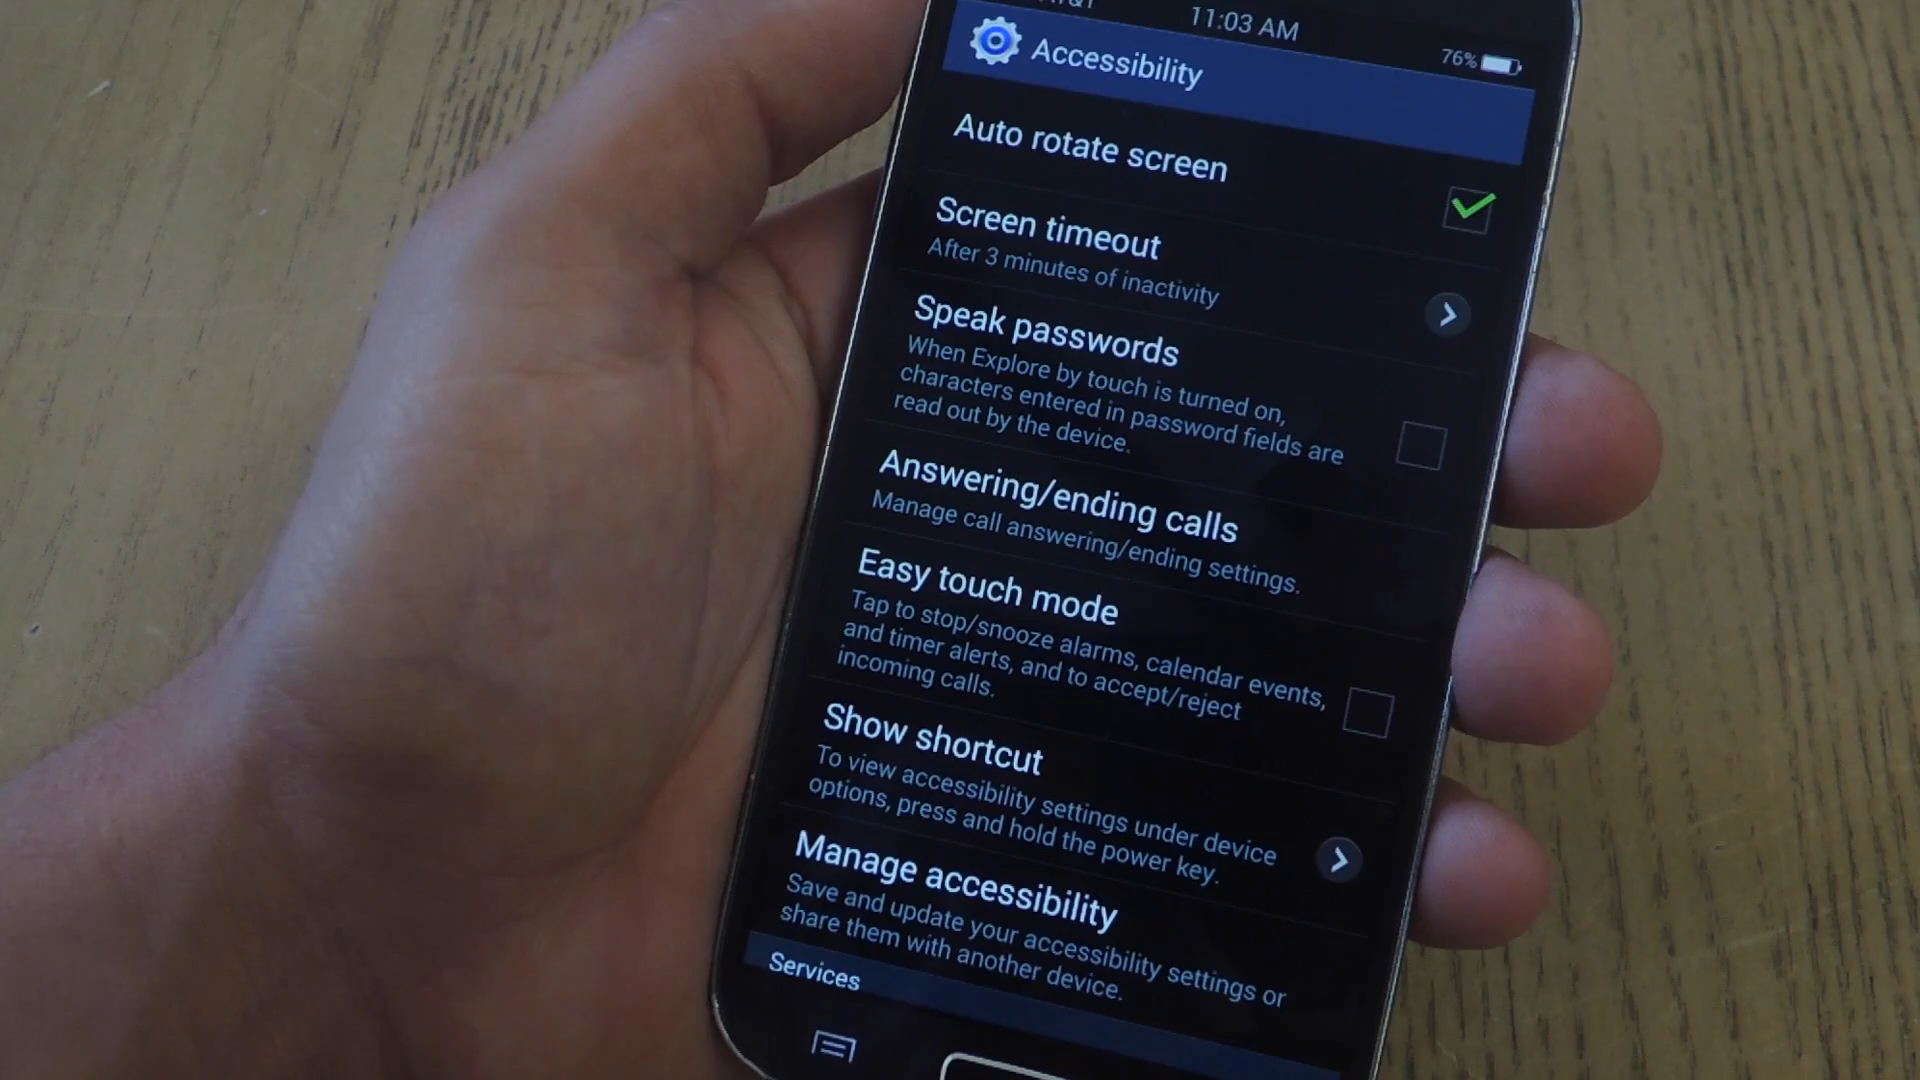 AT&T
11:03 AM
76%
Accessibility
Auto rotate screen
Screen timeout
After 3 minutes of inactivity
Speak passwords
When Explore by touch is turned on,
characters entered in password fields are
read out by the device.
Answering/ending calls
Manage call answering/ending settings.
Easy touch mode
Tap to stop/snooze alarms, calendar events,
and timer alerts, and to accept/reject
incoming calls.
Show shortcut
To view accessibility settings under device
options, press and hold the power key.
Manage accessibility
Save and update your accessibility settings or
share them with another device.
Services